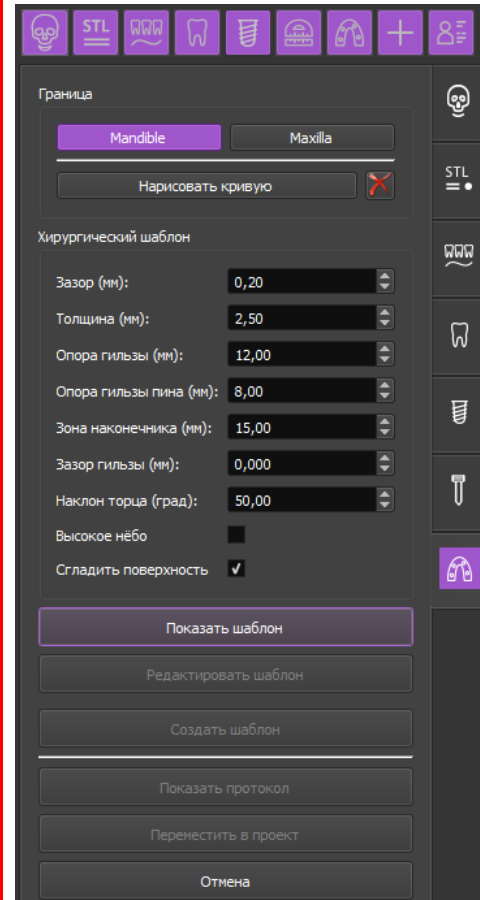 STL
Граница
Mandible
Maxilla
STL
Нарисовать кривую
Хирургический шаблон
Зазор (мм): 0,20
Толщина (мм): 2,50
Опора гильзы (мм): 12,00
Опора гильзы пина (мм): 8,00
Зона наконечника (мм): 15,00
Зазор гильзы (мм): 0,000
Наклон торца (град): 50,00
Высокое нёбо
Сгладить поверхность
Показать шаблон
Редактировать шаблон
Создать шаблон
Показать протокол
Переместить в проект
Отмена